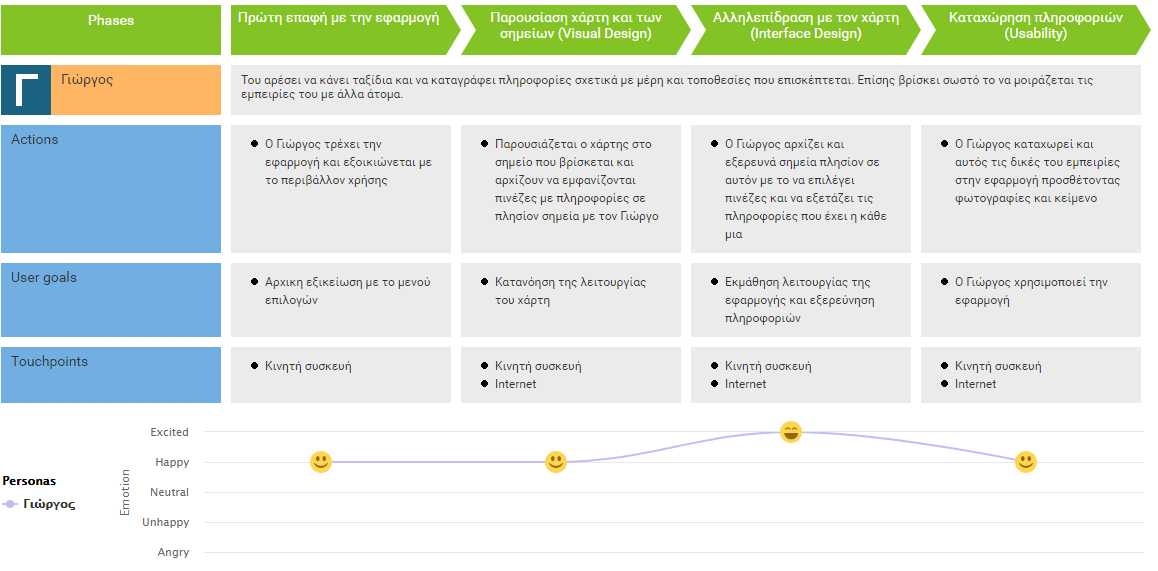 Phases
Πρώτη επαφή με την εφαρμογή
Παρουσίαση χάρτη και των
σημείων (Visual Design)
Αλληλεπίδραση με τον χάρτη
(Interface Design)
Καταχώρηση πληροφοριών
(Usability)
Γ
Γιώργος
Του αρέσει να κάνει ταξίδια και να καταγράφει πληροφορίες σχετικά με μέρη και τοποθεσίες που επισκέπτεται. Επίσης βρίσκει σωστό το να μοιράζεται τις
εμπειρίες του με άλλα άτομα.
Actions
Ο Γιώργος τρέχει την
εφαρμογή και εξοικιώνεται με
το περιβάλλον χρήσης
Παρουσιάζεται ο χάρτης στο
σημείο που βρίσκεται και
αρχίζουν να εμφανίζονται
πινέζες με πληροφορίες σε
πλησίον σημεία με τον Γιώργο
Ο Γιώργος αρχίζει και
εξερευνά σημεία πλησίον σε
αυτόν με το να επιλέγει
πινέζες και να εξετάζει τις
πληροφορίες που έχει η κάθε
μια
Ο Γιώργος καταχωρεί και
αυτός τις δικές του εμπειρίες
στην εφαρμογή προσθέτοντας
φωτογραφίες και κείμενο
User goals
Αρχικη εξικείωση με το μενού
επιλογών
Κατανόηση της λειτουργίας
του χάρτη
Εκμάθηση λειτουργίας της
εφαρμογής και εξερεύνηση
πληροφοριών
Ο Γιώργος χρησιμοποιεί την
εφαρμογή
Touchpoints
Κινητή συσκευή
Κινητή συσκευή
Internet
Κινητή συσκευή
Internet
Κινητή συσκευή
Internet
Personas
Γιώργος
Emotion
Excited
Happy
Neutral
Unhappy
Angry